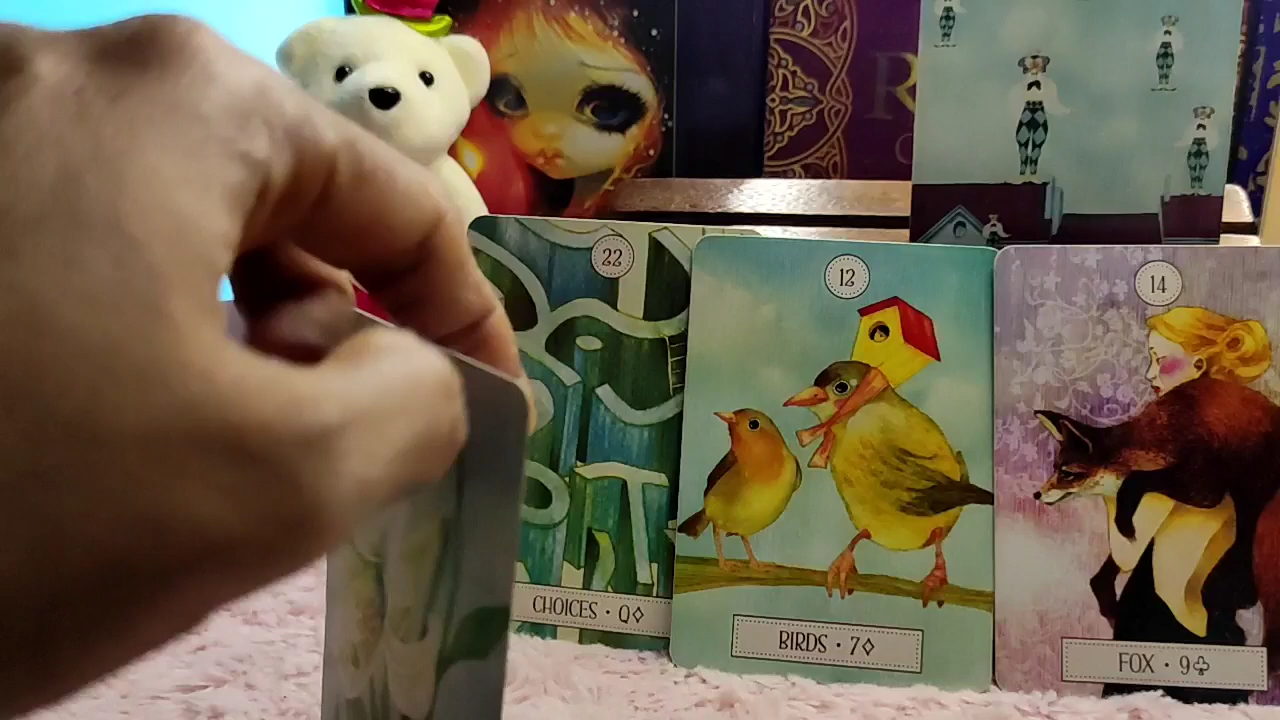 R
22
12
14
CHOICES • Q♢
BIRDS • 7♢
FOX • 9♧